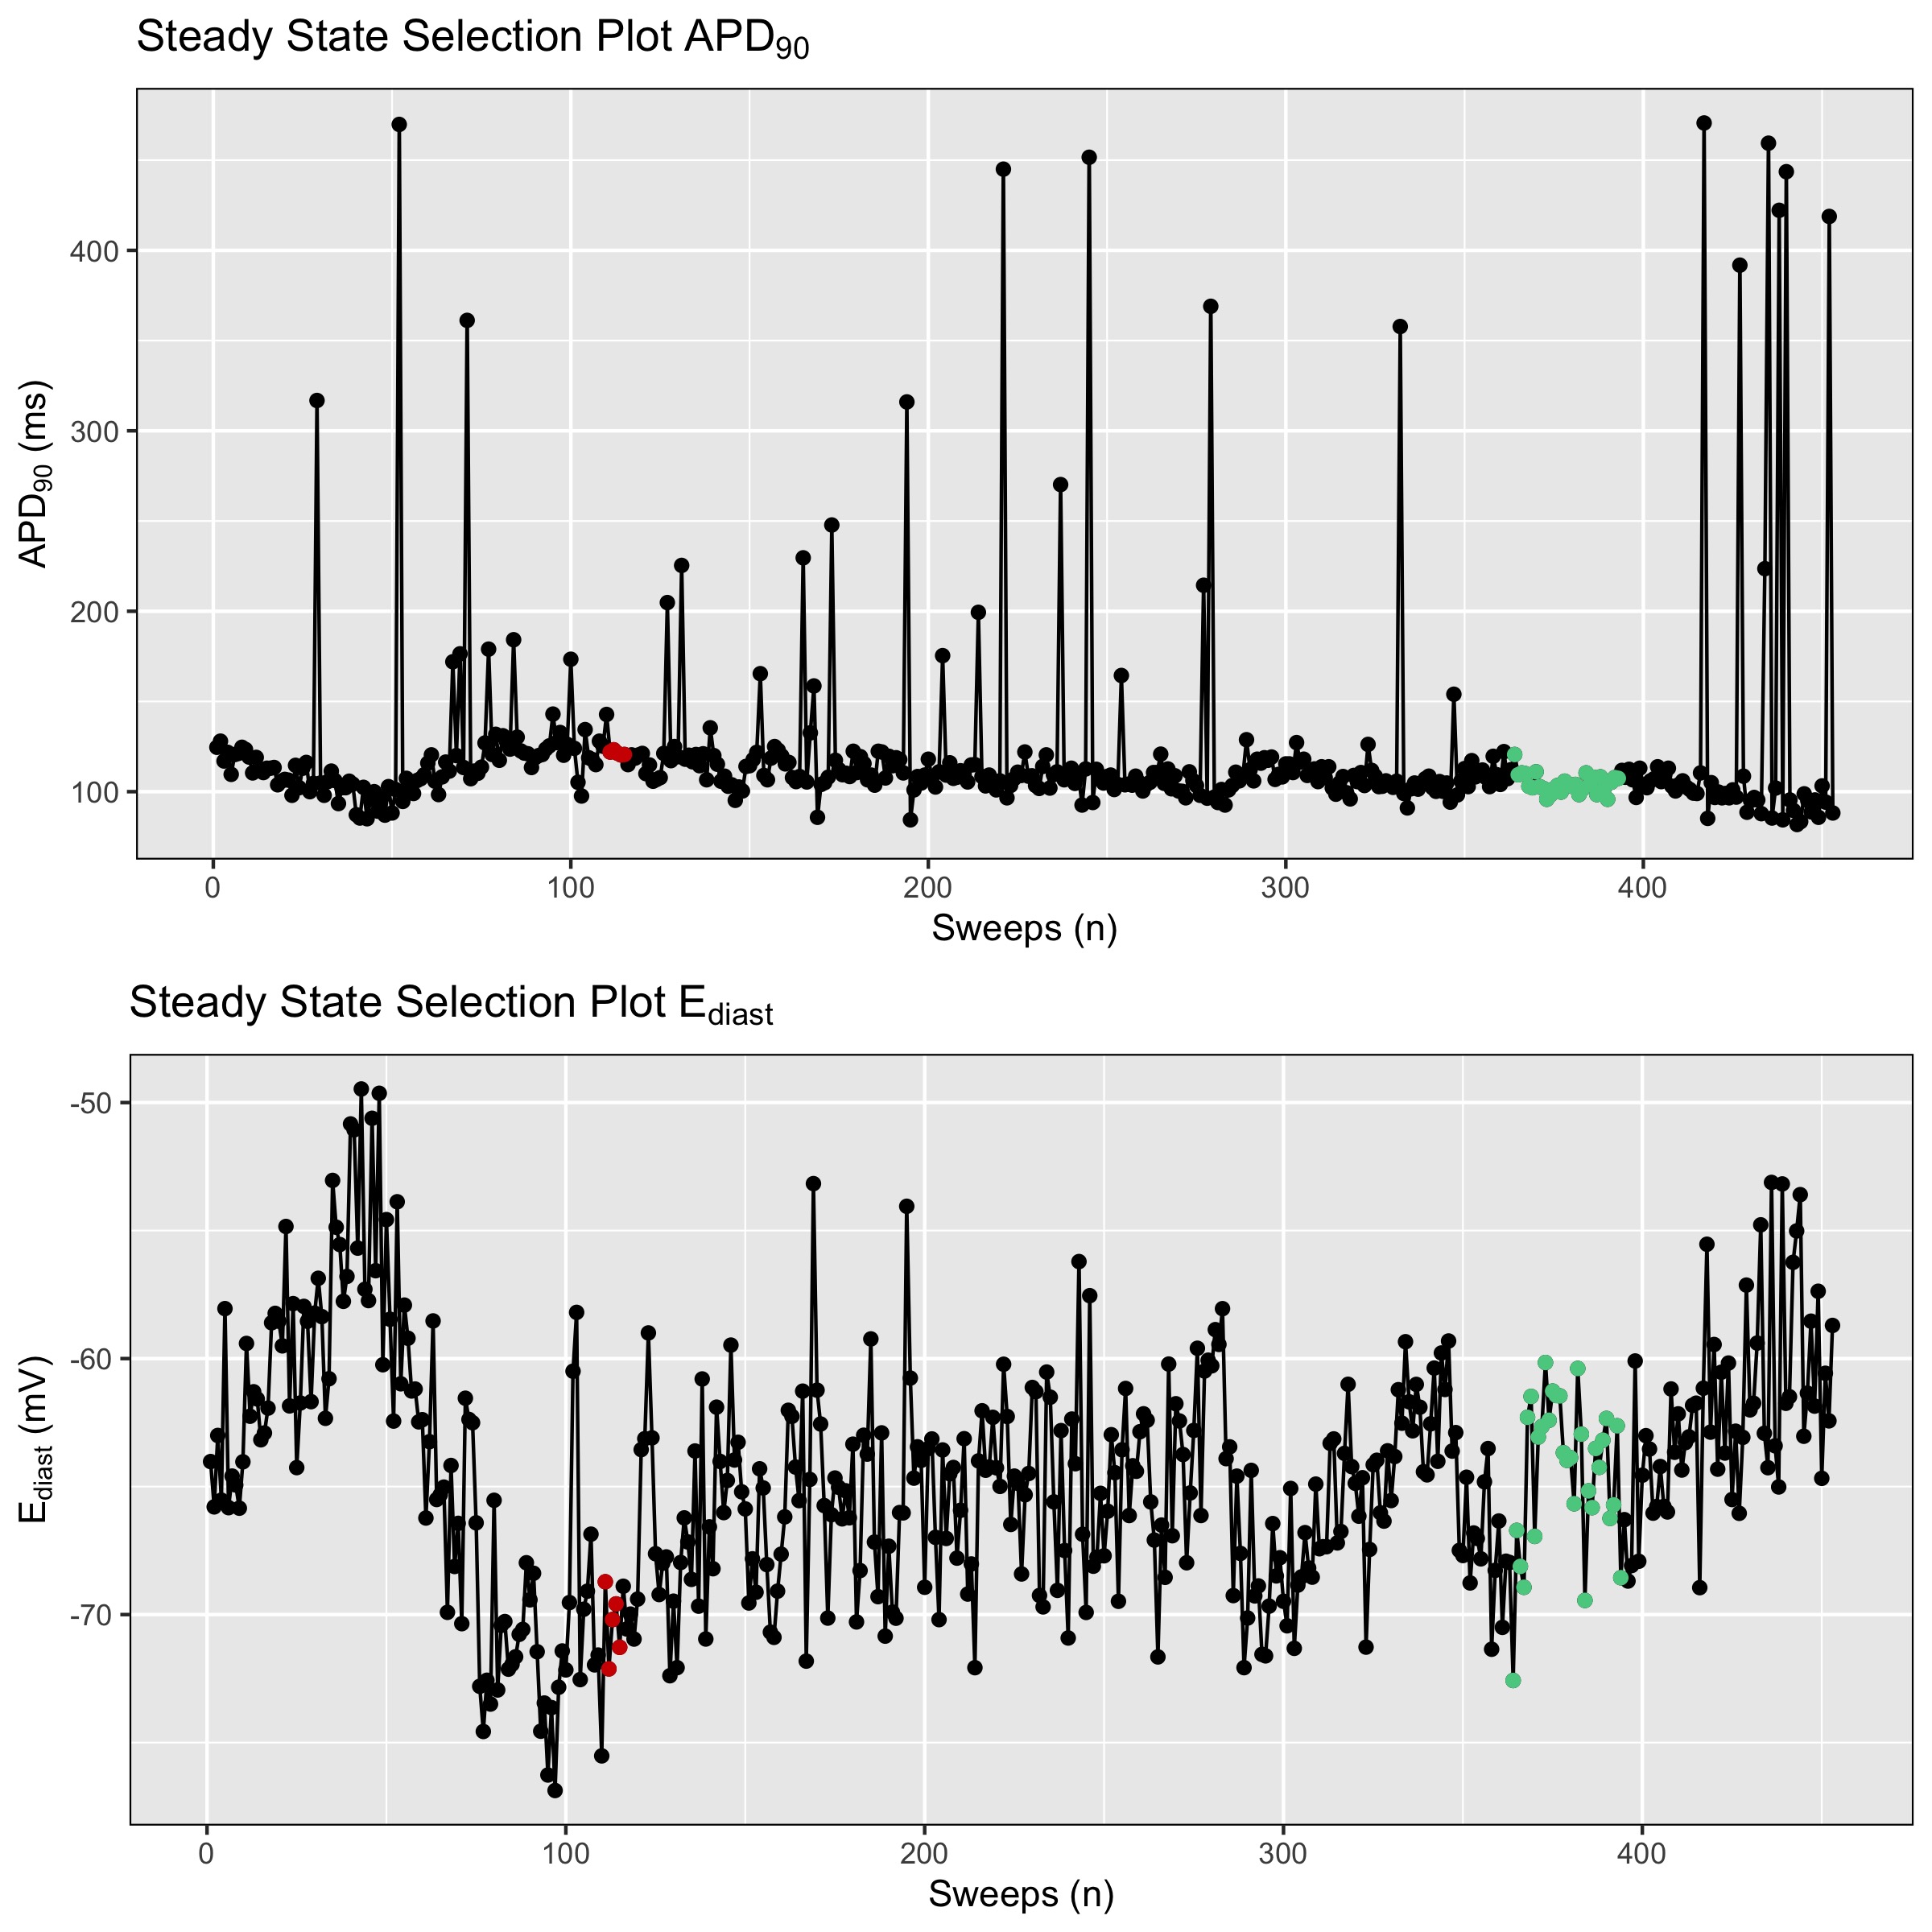 Steady State Selection Plot APD90
400
300
200
100
APD90 (ms)
0 100 200 300 400
Sweeps (n)
Steady State Selection Plot Ediast
-50
-60
-70
Ediast (mV)
0 100 200 300 400
Sweeps (n)